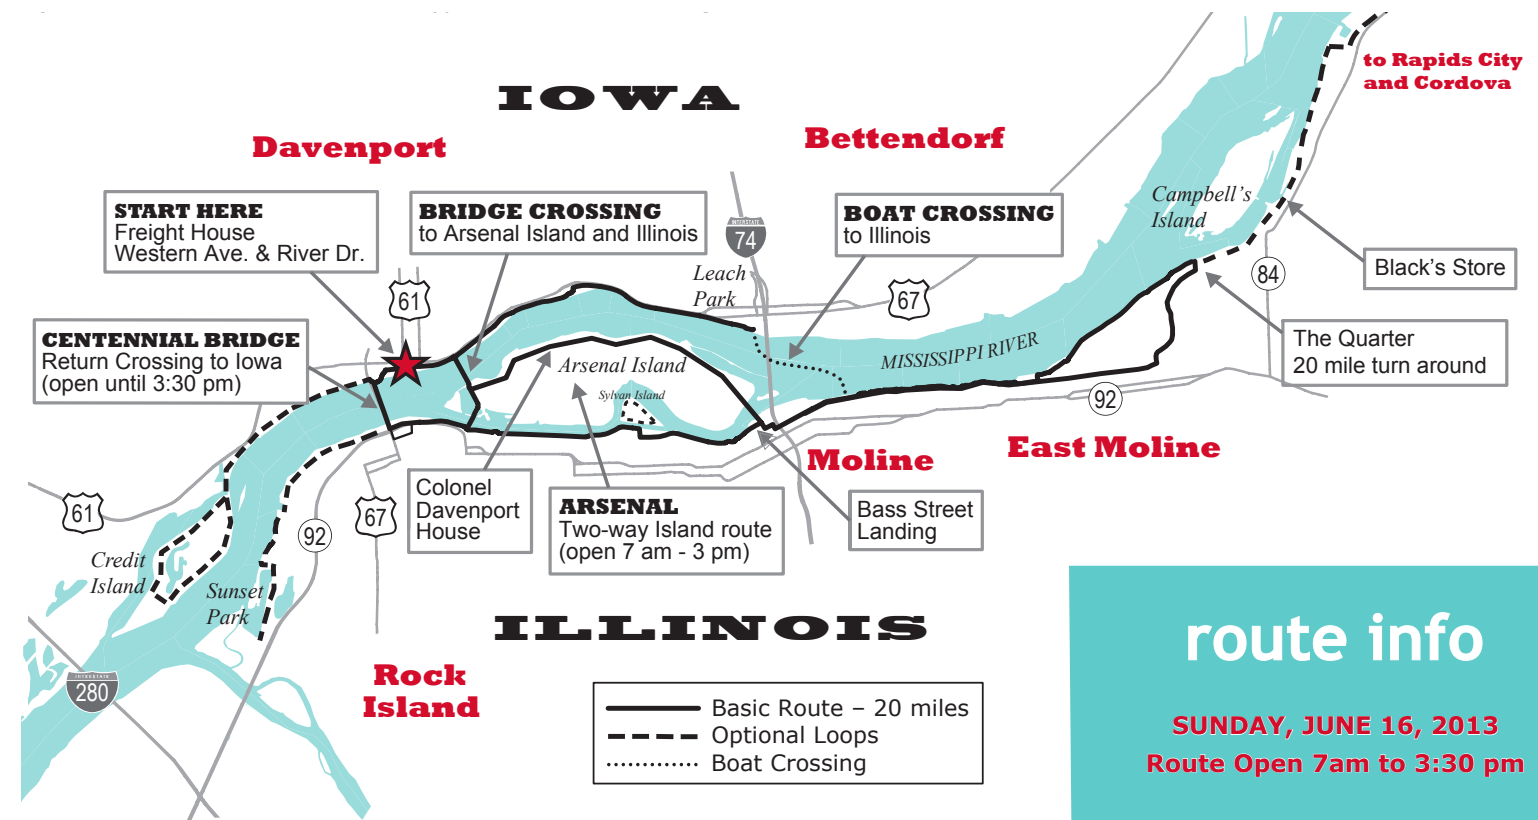 IOWA
Davenport
Bettendorf
to Rapids City
and Cordova
START HERE
Freight House
Western Ave. & River Dr.
BRIDGE CROSSING
to Arsenal Island and Illinois
INTERSTATE
74
BOAT CROSSING
to Illinois
Campbell's
Island
Leach
Park
61
67
84
Black's Store
CENTENNIAL BRIDGE
Return Crossing to Iowa
(open until 3:30 pm)
Arsenal Island
Sylvan Island
MISSISSIPPI RIVER
The Quarter
20 mile turn around
92
East Moline
Moline
Colonel
Davenport
House
ARSENAL
Two-way Island route
(open 7 am - 3 pm)
Bass Street
Landing
61
67
92
Credit
Island
Sunset
Park
INTERSTATE
280
ILLINOIS
Rock
Island
Basic Route – 20 miles
Optional Loops
Boat Crossing
route info
SUNDAY, JUNE 16, 2013
Route Open 7am to 3:30 pm